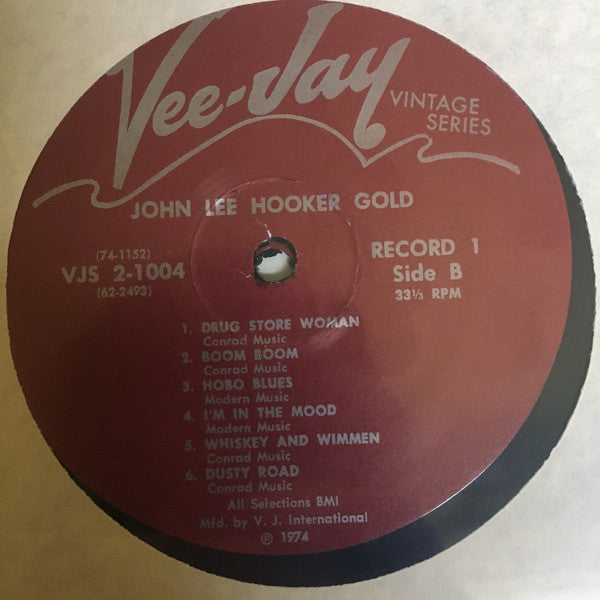 Vee-Jay
VINTAGE
SERIES
JOHN LEE HOOKER GOLD
(74-1152)
VJS 2-1004
(62-2493)
RECORD 1
Side B
33⅓ RPM
1. DRUG STORE WOMAN
Conrad Music
2. BOOM BOOM
Conrad Music
3. HOBO BLUES
Modern Music
4. I'M IN THE MOOD
Modern Music
5. WHISKEY AND WIMMEN
Conrad Music
6. DUSTY ROAD
Conrad Music
All Selections BMI
Mfd. by V. J. International
℗ 1974